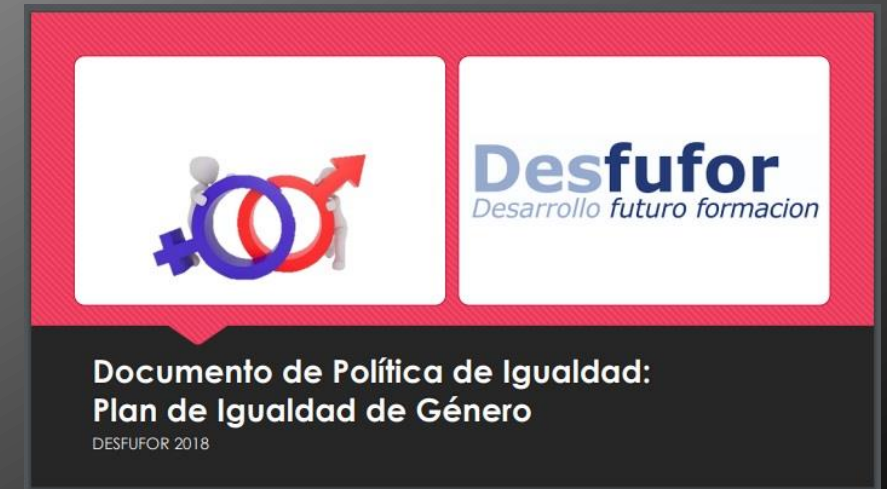 Desfufor
Desarrollo futuro formacion
Documento de Política de Igualdad:
Plan de Igualdad de Género
DESFUFOR 2018